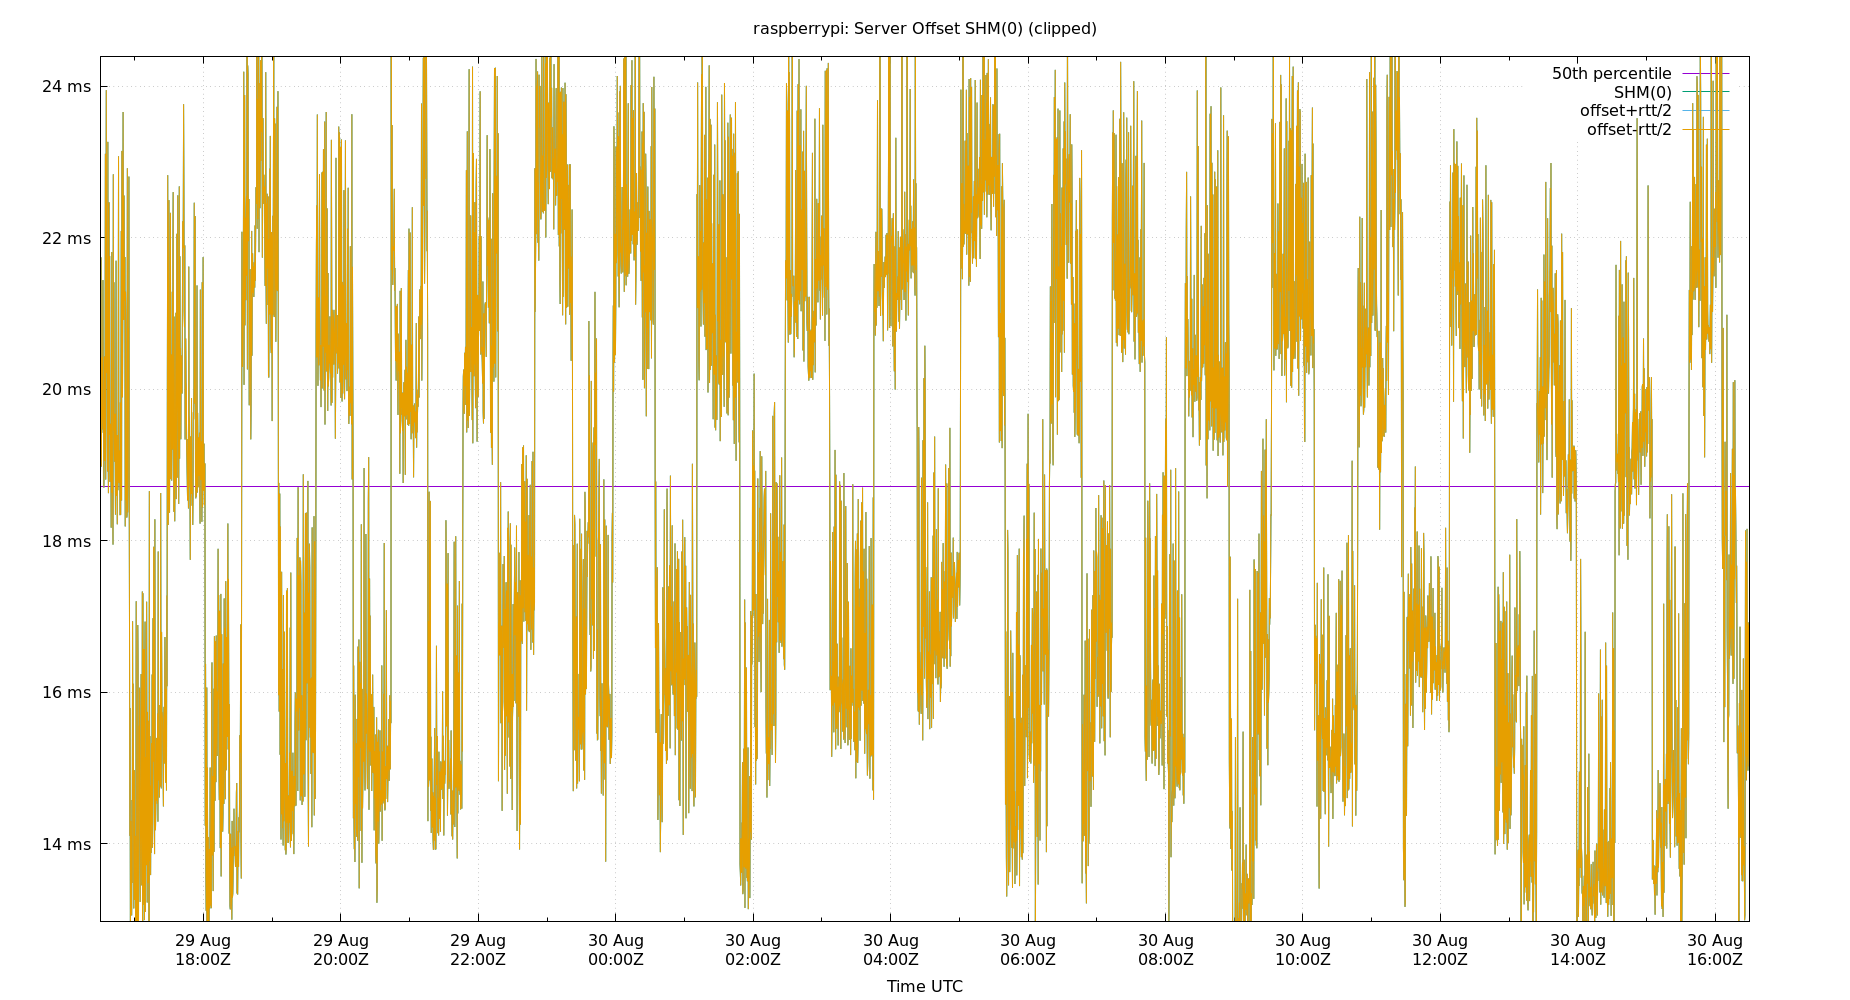 raspberrypi: Server Offset SHM(0) (clipped)
50th percentile
SHM(0)
offset+rtt/2
offset-rtt/2
24 ms
22 ms
20 ms
18 ms
16 ms
14 ms
29 Aug 29 Aug 29 Aug 30 Aug 30 Aug 30 Aug 30 Aug 30 Aug 30 Aug 30 Aug 30 Aug 30 Aug
18:00Z 20:00Z 22:00Z 00:00Z 02:00Z 04:00Z 06:00Z 08:00Z 10:00Z 12:00Z 14:00Z 16:00Z
Time UTC